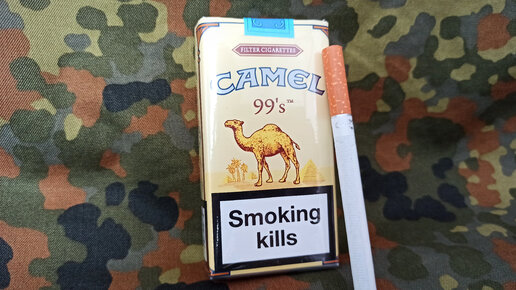 FILTER CIGARETTES
CAMEL
99's™
Smoking
kills